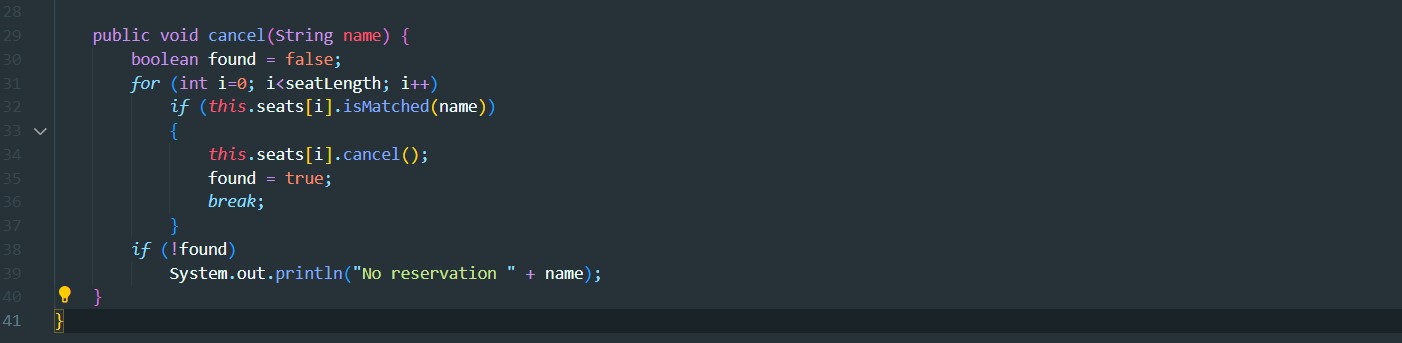 28
29 public void cancel(String name) {
30 boolean found = false;
31 for (int i=0; i<seatLength; i++)
32 if (this.seats[i].isMatched(name))
33 {
34 this.seats[i].cancel();
35 found = true;
36 break;
37 }
38 if (!found)
39 System.out.println("No reservation " + name);
40 }
41 }